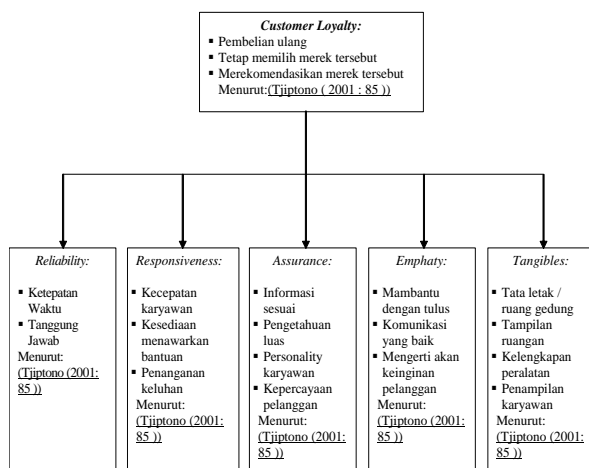 Customer Loyalty:
▪ Pembelian ulang
▪ Tetap memilih merek tersebut
▪ Merekomendasikan merek tersebut
Menurut:(Tjiptono ( 2001 : 85 ))
Reliability:
▪ Ketepatan
Waktu
▪ Tanggung
Jawab
Menurut:
(Tjiptono (2001:
85 ))
Responsiveness:
▪ Kecepatan
karyawan
▪ Kesediaan
menawarkan
bantuan
▪ Penanganan
keluhan
Menurut:
(Tjiptono (2001:
85 ))
Assurance:
▪ Informasi
sesuai
▪ Pengetahuan
luas
▪ Personality
karyawan
▪ Kepercayaan
pelanggan
Menurut:
(Tjiptono (2001:
85 ))
Emphaty:
▪ Mambantu
dengan tulus
▪ Komunikasi
yang baik
▪ Mengerti akan
keinginan
pelanggan
Menurut:
(Tjiptono (2001:
85 ))
Tangibles:
▪ Tata letak /
ruang gedung
▪ Tampilan
ruangan
▪ Kelengkapan
peralatan
▪ Penampilan
karyawan
Menurut:
(Tjiptono (2001:
85 ))